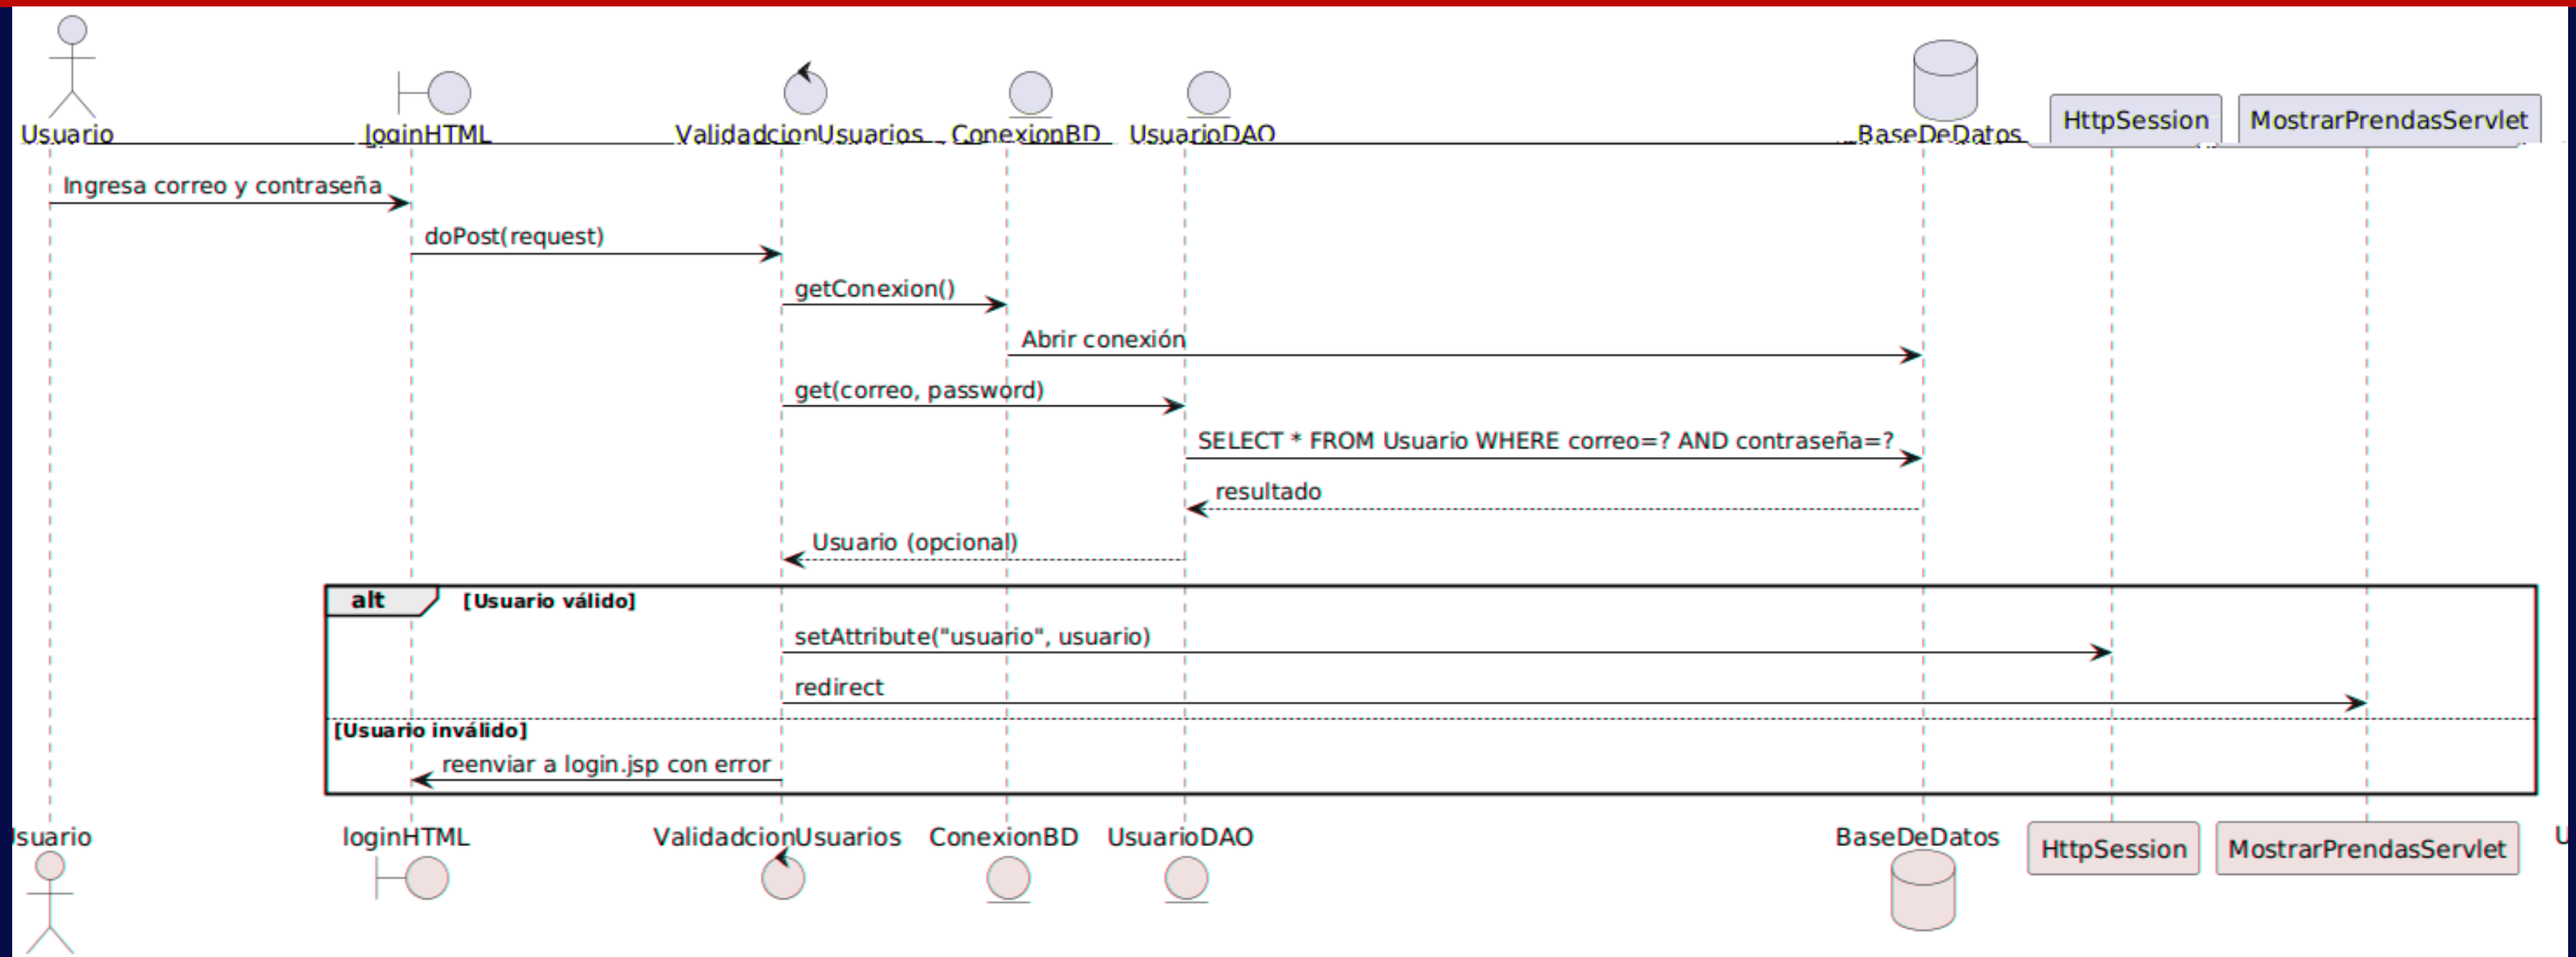 Usuario loginHTML ValidadcionUsuarios ConexionBD UsuarioDAO BaseDeDatos HttpSession MostrarPrendasServlet
Ingresa correo y contraseña
doPost(request)
getConexion()
Abrir conexión
get(correo, password)
SELECT * FROM Usuario WHERE correo=? AND contraseña=?
resultado
Usuario (opcional)
alt [Usuario válido]
setAttribute("usuario", usuario)
redirect
[Usuario inválido]
reenviar a login.jsp con error
suario loginHTML ValidadcionUsuarios ConexionBD UsuarioDAO BaseDeDatos HttpSession MostrarPrendasServlet